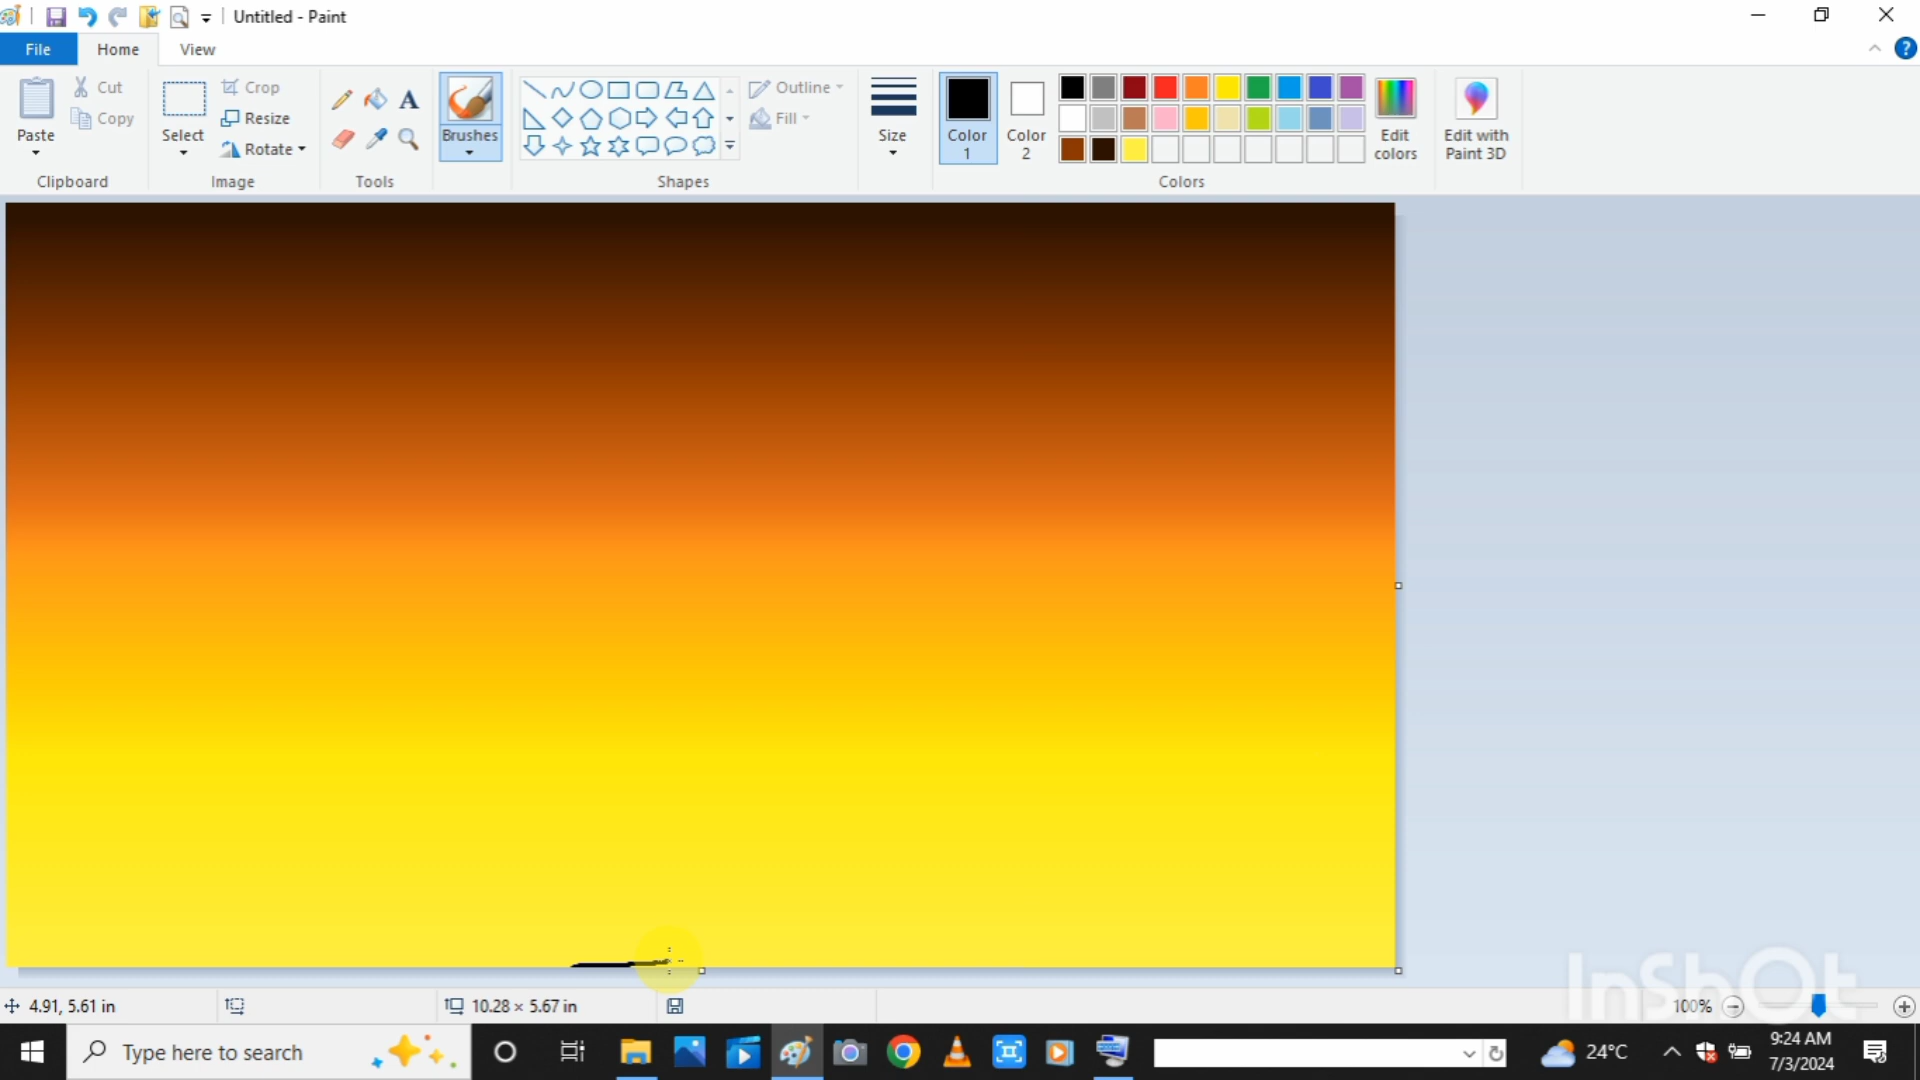 Untitled - Paint
File Home View
Paste
Cut
Copy
Clipboard
Select
Crop
Resize
Rotate
Image
A
Tools
Brushes
Shapes
Outline
Fill
Size
Color 1
Color 2
Colors
Edit colors
Edit with Paint 3D
InShOt
4.91, 5.61 in
10.28 × 5.67 in
100%
Type here to search
24°C
9:24 AM
7/3/2024